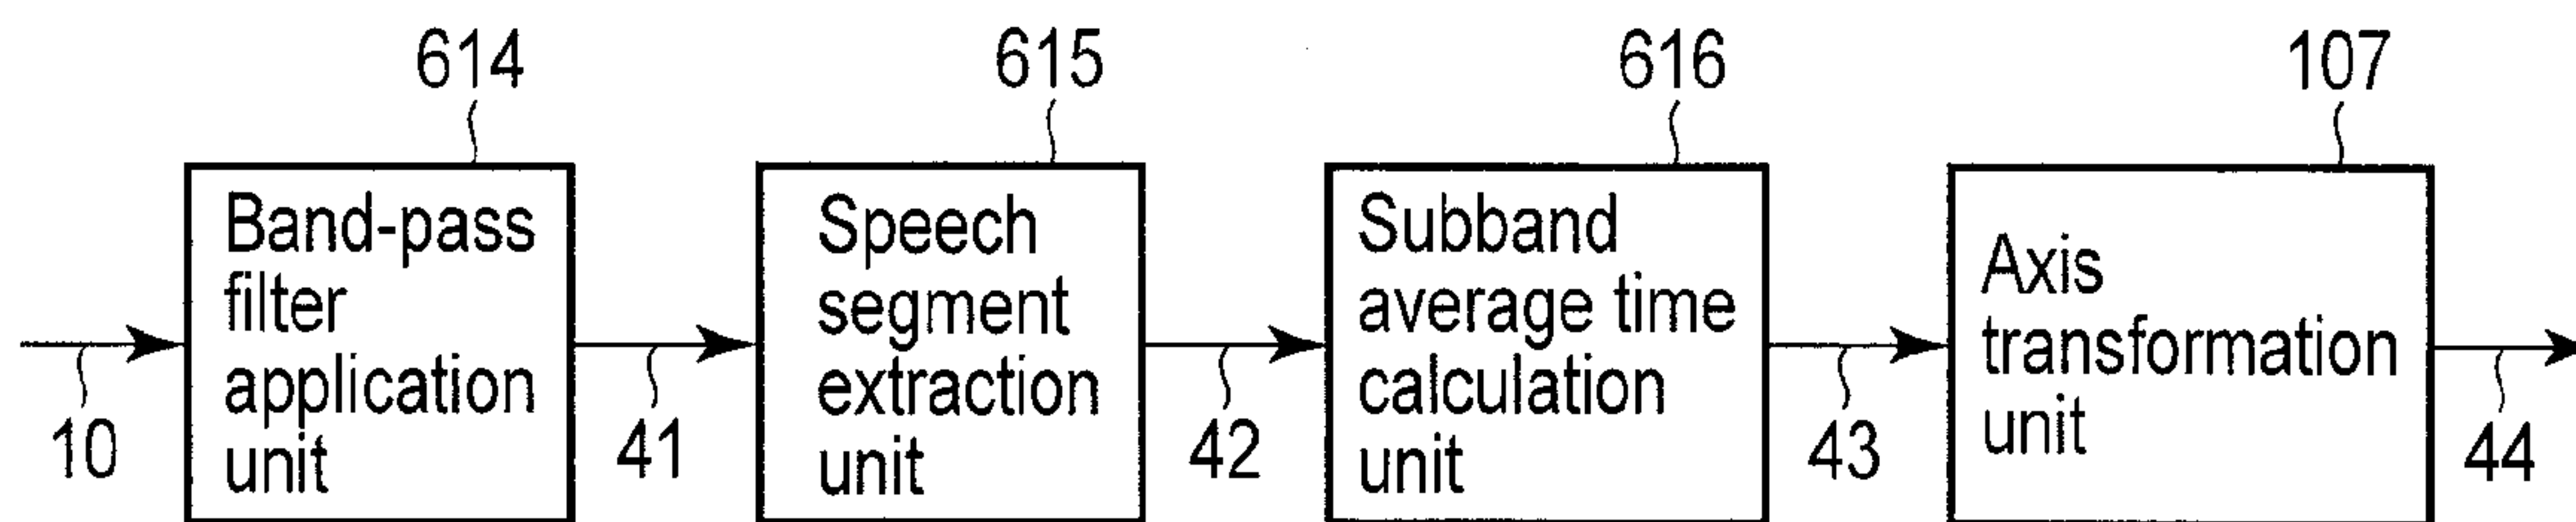 614
615
616
107
Band-pass
filter
application
unit
Speech
segment
extraction
unit
Subband
average time
calculation
unit
Axis
transformation
unit
10
41
42
43
44